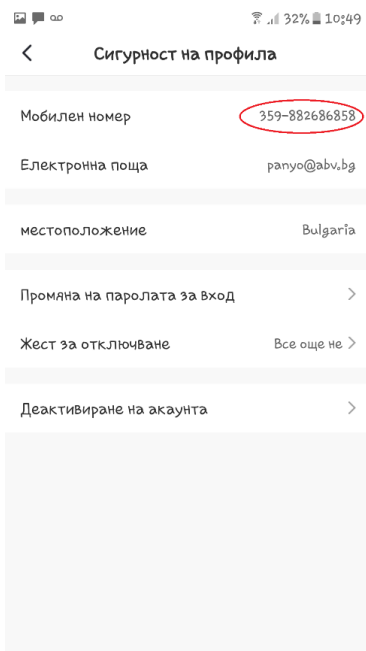 32% 10:49
Сигурност на профила
Мобилен номер 359-882686858
Електронна поща panyo@abv.bg
местоположение Bulgaria
Промяна на паролата за вход
Жест за отключване Все още не
Деактивиране на акаунта